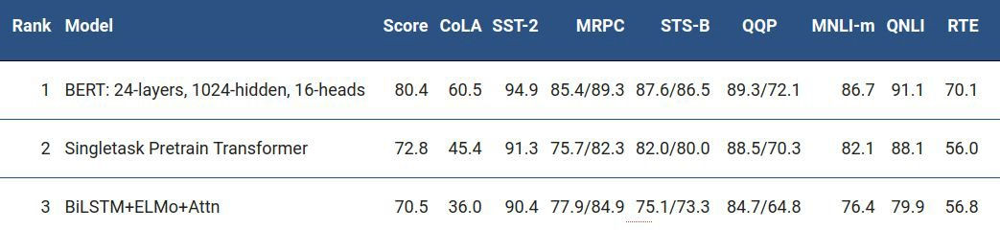 Rank Model Score CoLA SST-2 MRPC STS-B QQP MNLI-m QNLI RTE
1 BERT: 24-layers, 1024-hidden, 16-heads 80.4 60.5 94.9 85.4/89.3 87.6/86.5 89.3/72.1 86.7 91.1 70.1
2 Singletask Pretrain Transformer 72.8 45.4 91.3 75.7/82.3 82.0/80.0 88.5/70.3 82.1 88.1 56.0
3 BiLSTM+ELMo+Attn 70.5 36.0 90.4 77.9/84.9 75.1/73.3 84.7/64.8 76.4 79.9 56.8